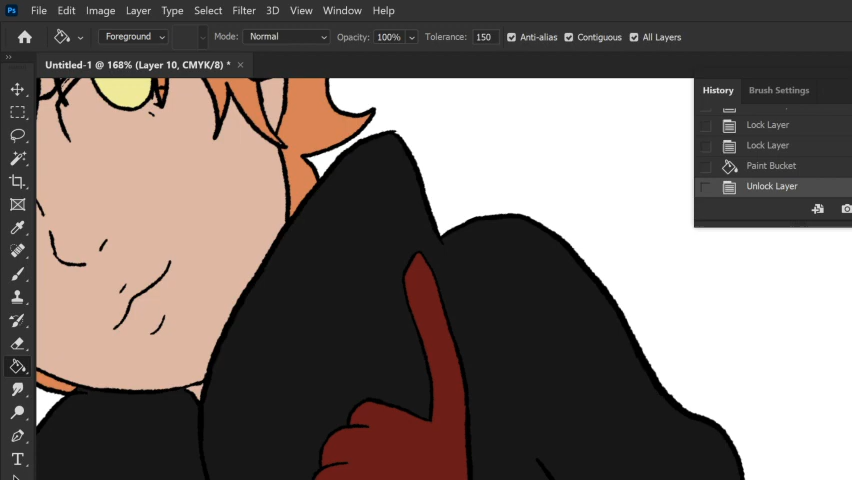 Ps File Edit Image Layer Type Select Filter 3D View Window Help
Foreground Mode: Normal Opacity: 100% Tolerance: 150 Anti-alias Contiguous All Layers
Untitled-1 @ 168% (Layer 10, CMYK/8) * ×
History Brush Settings
Lock Layer
Lock Layer
Paint Bucket
Unlock Layer